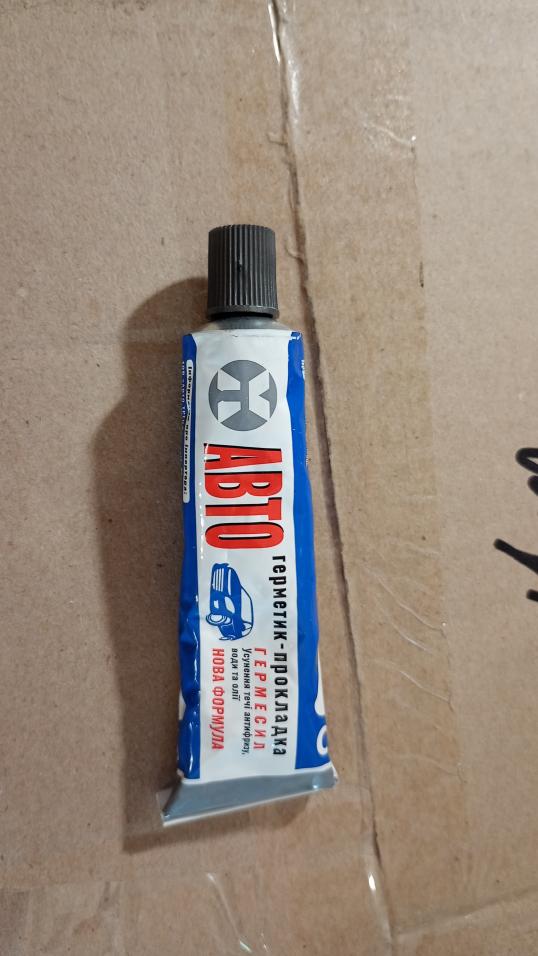 АВТО
герметик-прокладка
ГЕРМЕСИЛ
Усунення течі антифризу,
води та олії
НОВА ФОРМУЛА